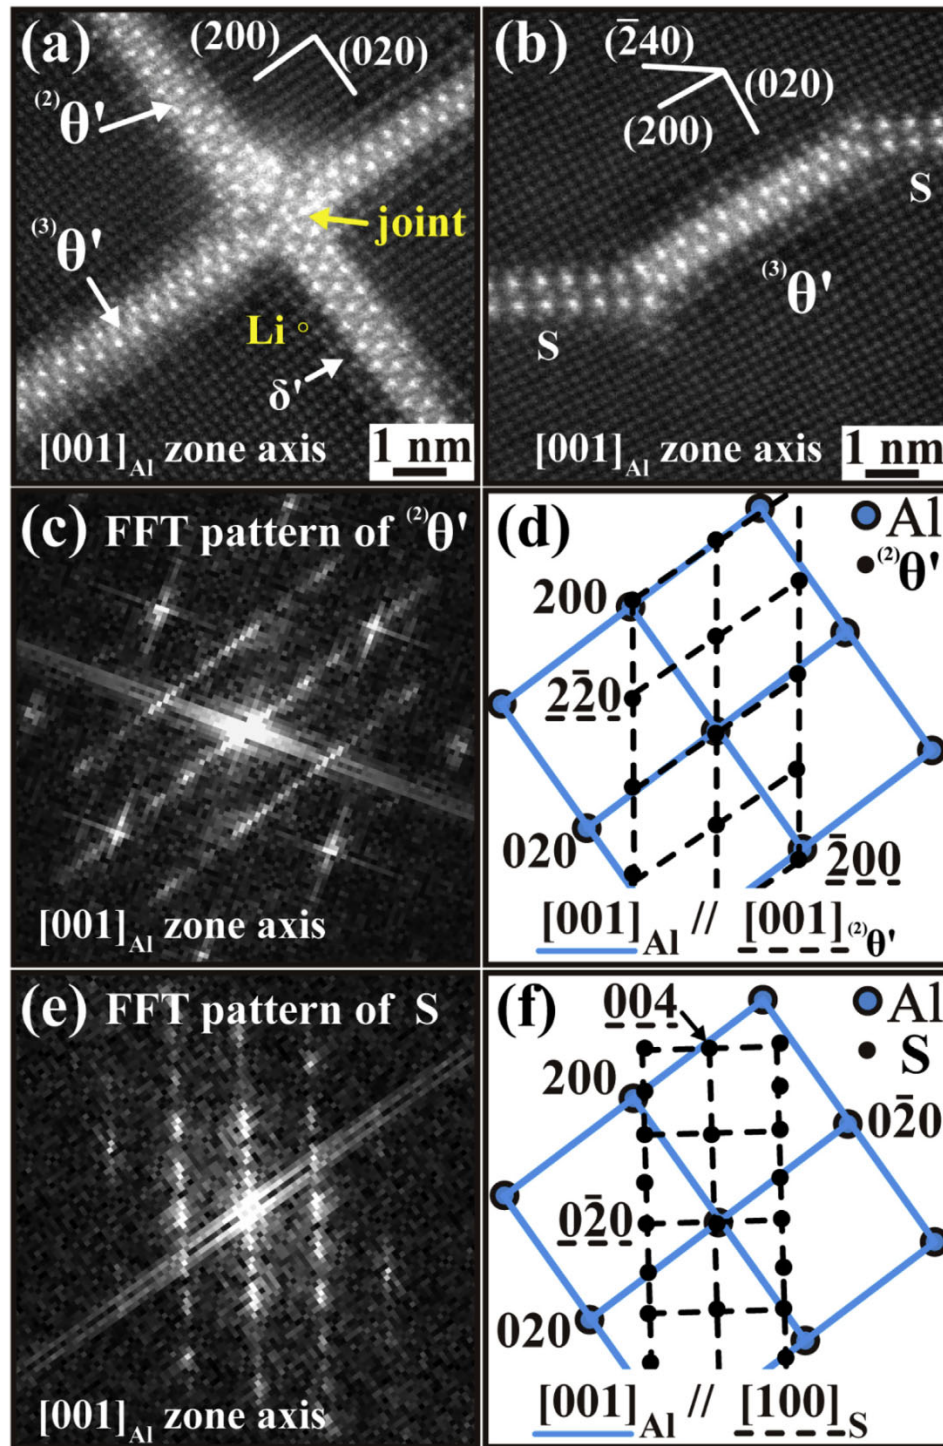 (a)
(200)
(020)
(2)θ'
(3)θ'
joint
Li
δ'
[001]Al zone axis
1 nm
(b)
(2̄40)
(200)
(020)
(3)θ'
S
S
[001]Al zone axis
1 nm
(c) FFT pattern of (2)θ'
[001]Al zone axis
(d)
Al
(2)θ'
200
2̄2̄0
020
2̄00
[001]Al // [001](2)θ'
(e) FFT pattern of S
[001]Al zone axis
(f)
004
Al
S
200
02̄0
02̄0
020
[001]Al // [100]S